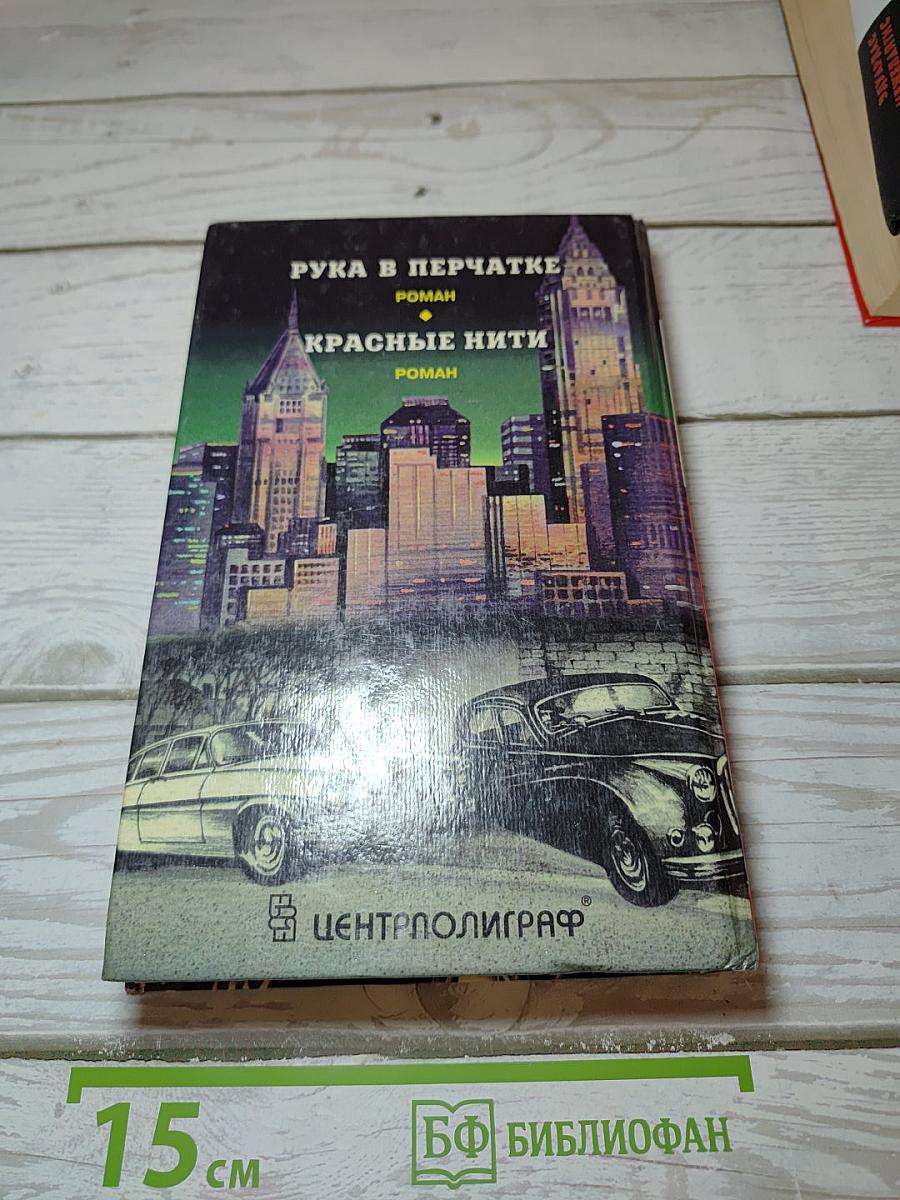 РУКА В ПЕРЧАТКЕ
РОМАН
КРАСНЫЕ НИТИ
РОМАН
ЦЕНТРПОЛИГРАФ®
15 см
БФ БИБЛИОФАН